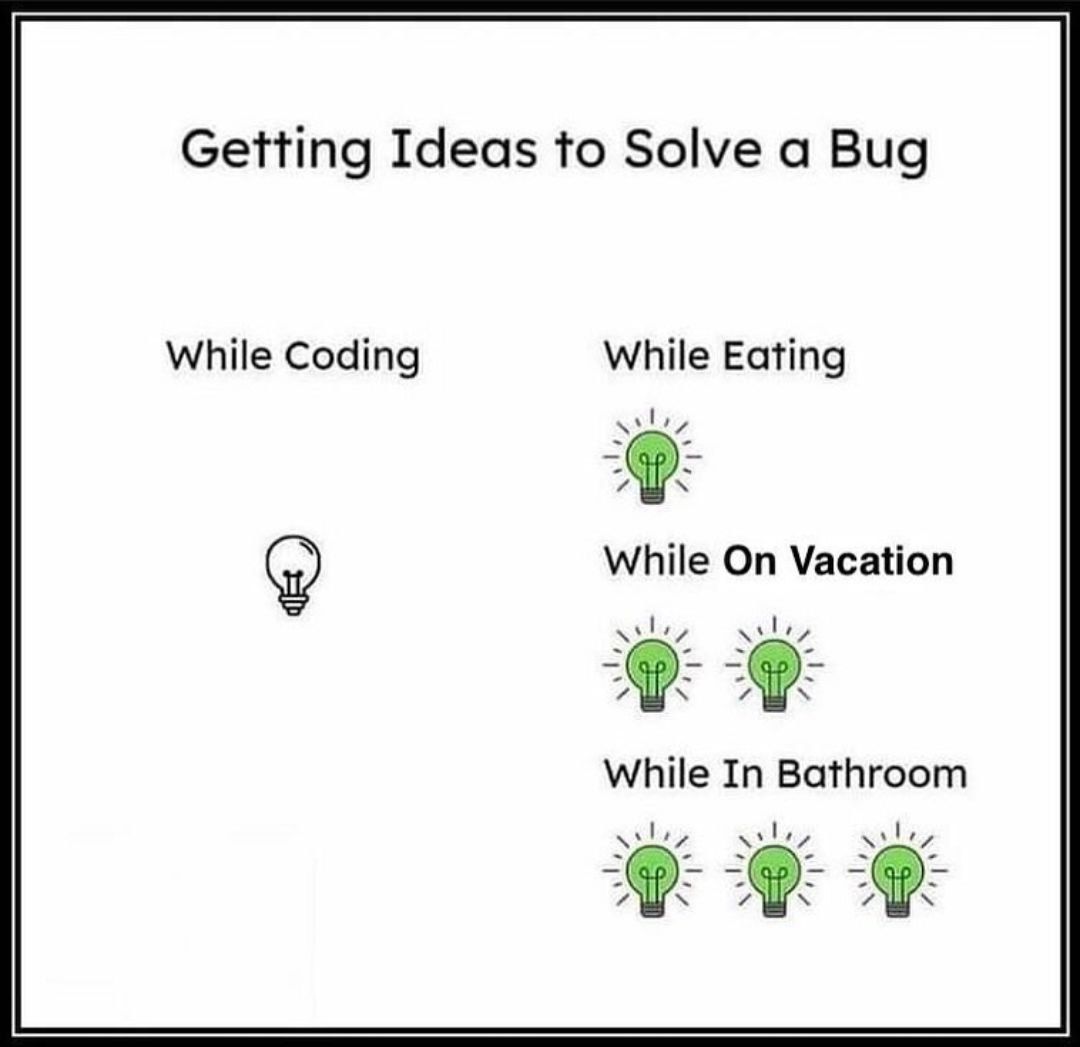 Getting Ideas to Solve a Bug
While Coding
While Eating
While On Vacation
While In Bathroom